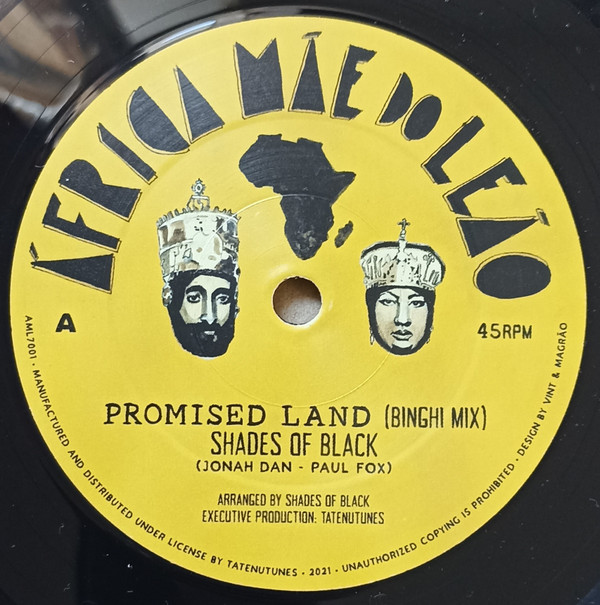 ÁFRICA MÃE DO LEÃO
A
45RPM
PROMISED LAND (BINGHI MIX)
SHADES OF BLACK
(JONAH DAN - PAUL FOX)
ARRANGED BY SHADES OF BLACK
EXECUTIVE PRODUCTION: TATENUTUNES
AML7001 · MANUFACTURED AND DISTRIBUTED UNDER LICENSE BY TATENUTUNES · 2021 · UNAUTHORIZED COPYING IS PROHIBITED · DESIGN BY VINT & MAGRÃO